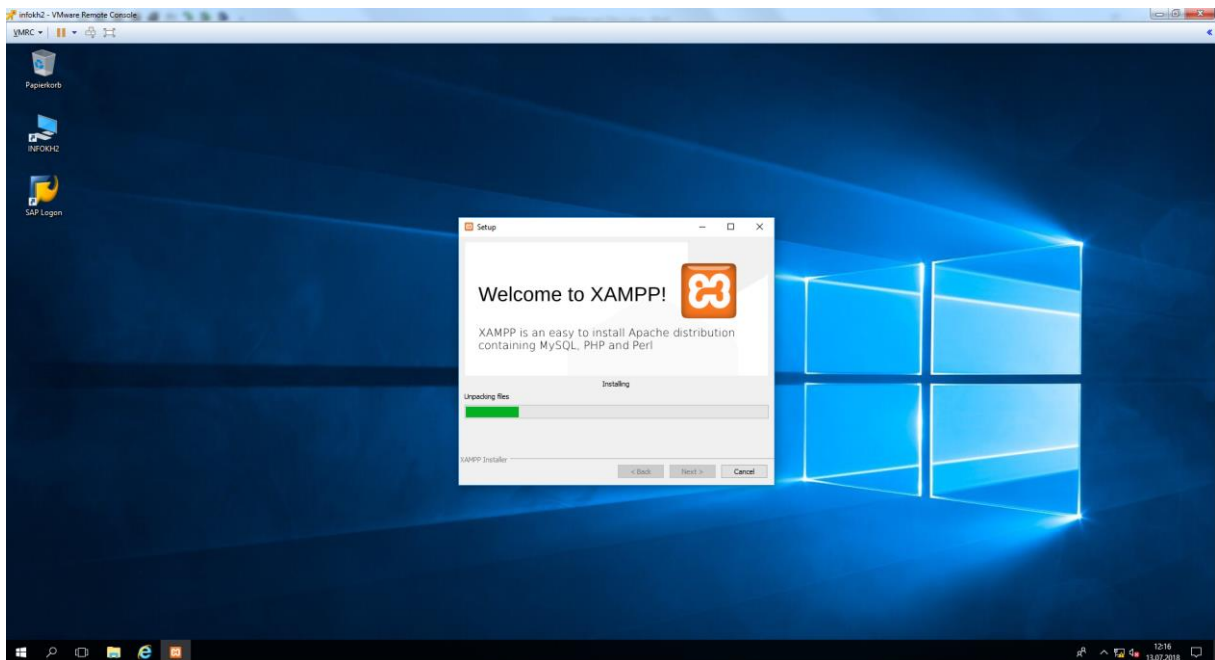 infokh2 - VMware Remote Console
VMRC
Papierkorb
INFOKH2
SAP Logon
Setup
Welcome to XAMPP!
XAMPP is an easy to install Apache distribution
containing MySQL, PHP and Perl
Installing
Unpacking files
XAMPP Installer
< Back Next > Cancel
12:16
13.07.2018